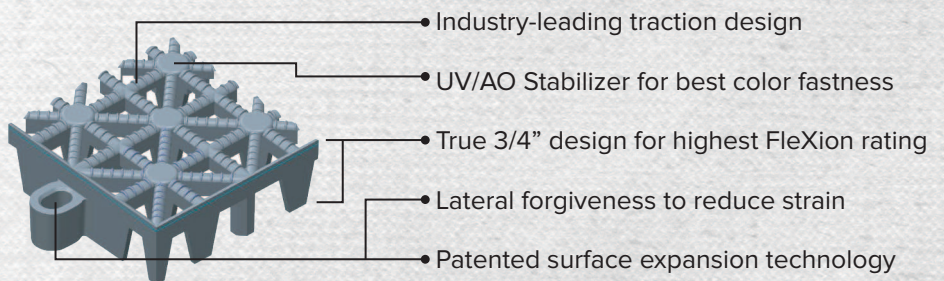 Industry-leading traction design
UV/AO Stabilizer for best color fastness
True 3/4” design for highest FleXion rating
Lateral forgiveness to reduce strain
Patented surface expansion technology